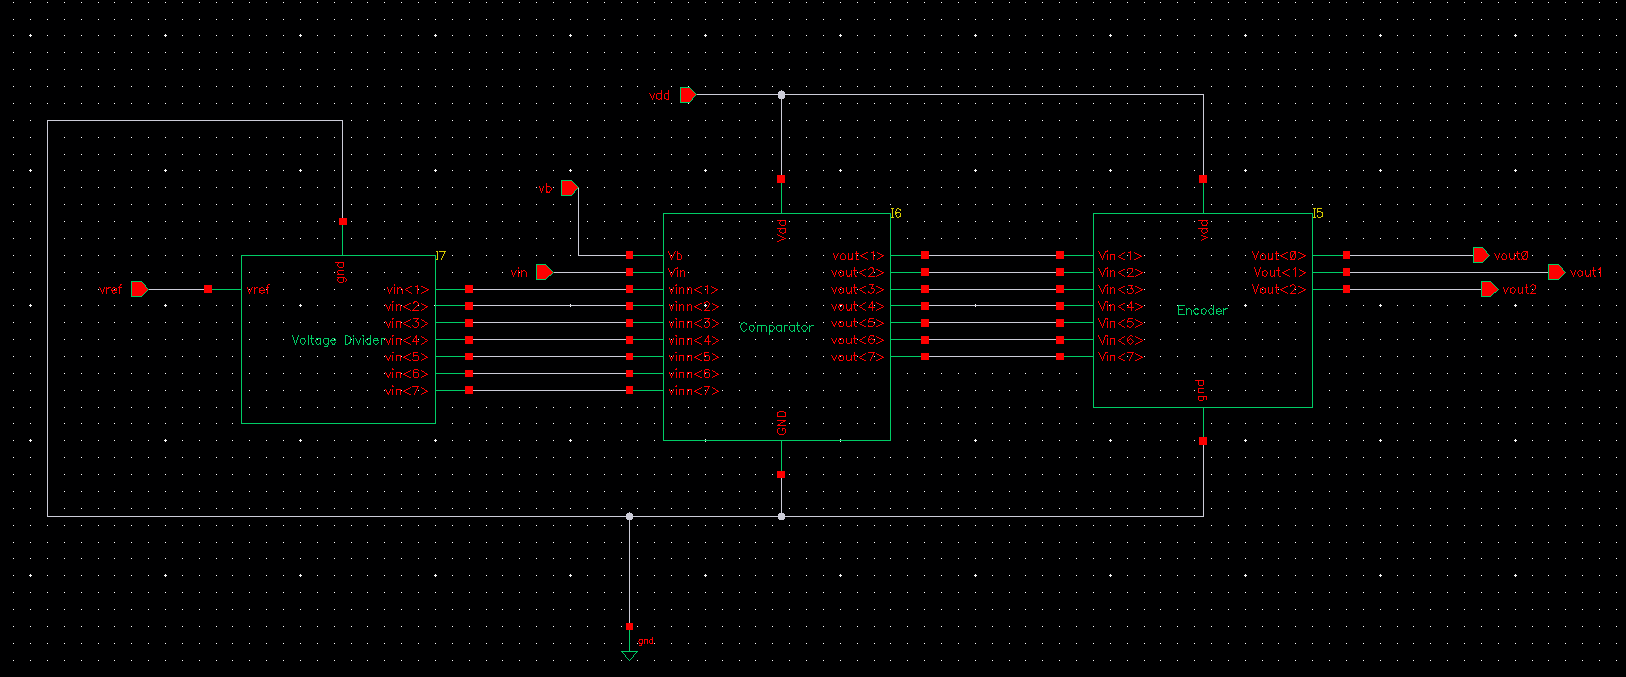 vdd
vb
vin
vref
J7
gnd
vref
vin<1>
vin<2>
vin<3>
Voltage Divider
vin<4>
vin<5>
vin<6>
vin<7>
I6
Vdd
Vb
Vin
vinn<1>
vinn<2>
vinn<3>
vinn<4>
vinn<5>
vinn<6>
vinn<7>
Comparator
vout<1>
vout<2>
vout<3>
vout<4>
vout<5>
vout<6>
vout<7>
GND
I5
vdd
Vin<1>
Vin<2>
Vin<3>
Vin<4>
Vin<5>
Vin<6>
Vin<7>
Encoder
Vout<0>
Vout<1>
Vout<2>
gnd
vout0
vout1
vout2
gnd